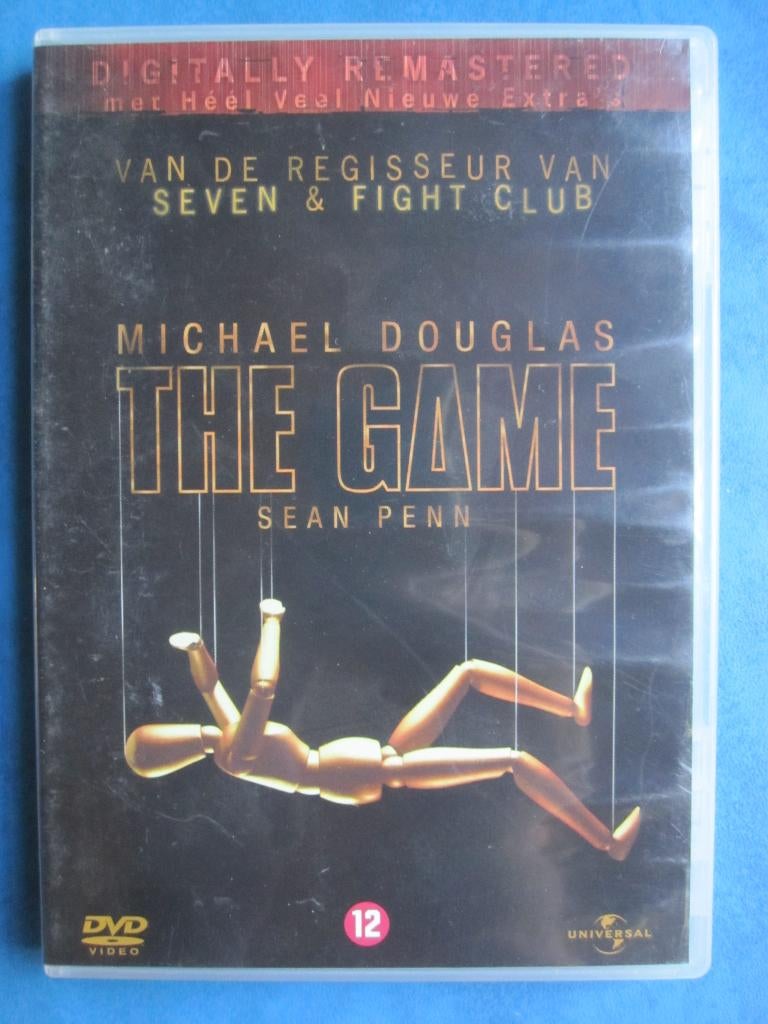 DIGITALLY REMASTERED
met Héél Veel Nieuwe Extra's
VAN DE REGISSEUR VAN
SEVEN & FIGHT CLUB
MICHAEL DOUGLAS
THE GAME
SEAN PENN
DVD
VIDEO
12
UNIVERSAL